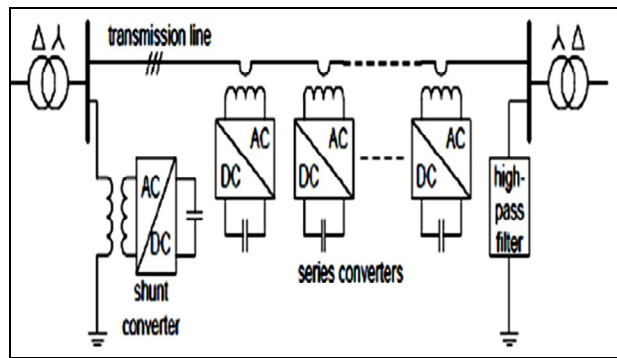 Δ
Δ
transmission line
AC
DC
AC
DC
AC
DC
AC
DC
high-
pass
filter
series converters
shunt
converter